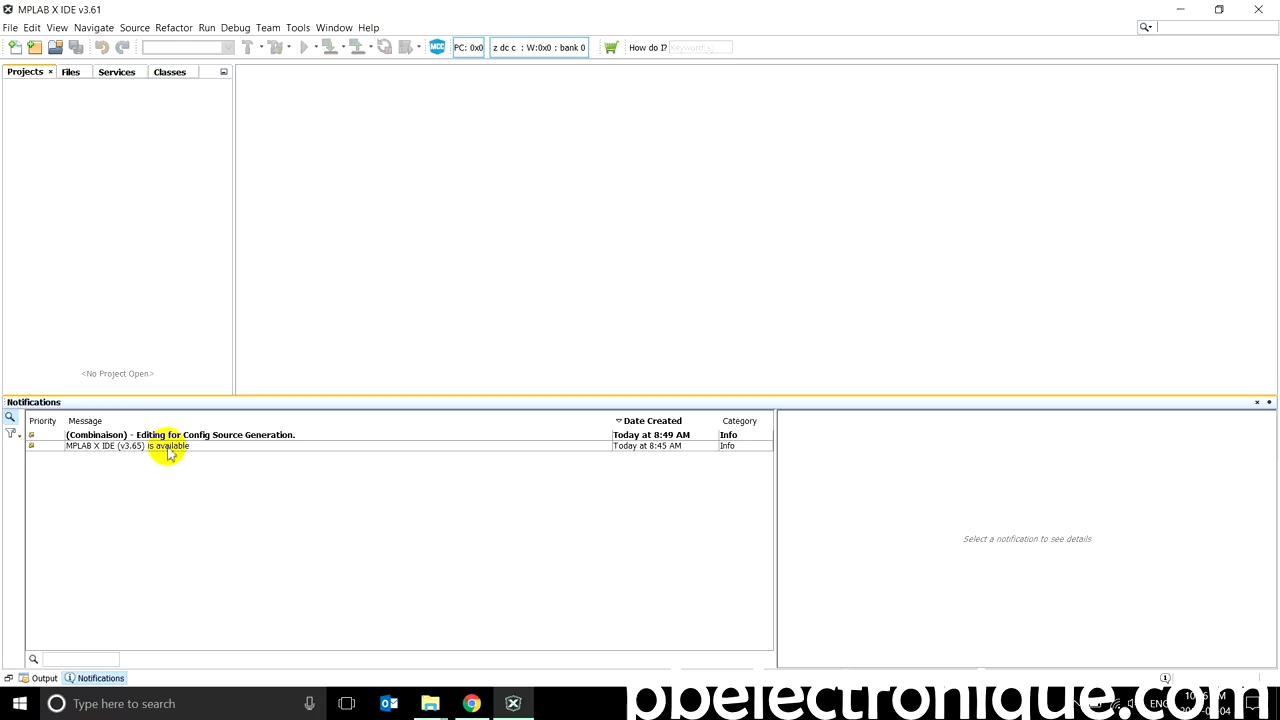 MPLAB X IDE v3.61
File Edit View Navigate Source Refactor Run Debug Team Tools Window Help
PC: 0x0 z dc c : W:0x0 : bank 0 How do I? Keyword(s)
Projects Files Services Classes
<No Project Open>
Notifications
Priority Message Date Created Category
(Combinaison) - Editing for Config Source Generation. Today at 8:49 AM Info
MPLAB X IDE (v3.65) is available Today at 8:45 AM Info
Select a notification to see details
Output Notifications
Type here to search
ENG
ppelectronique.com